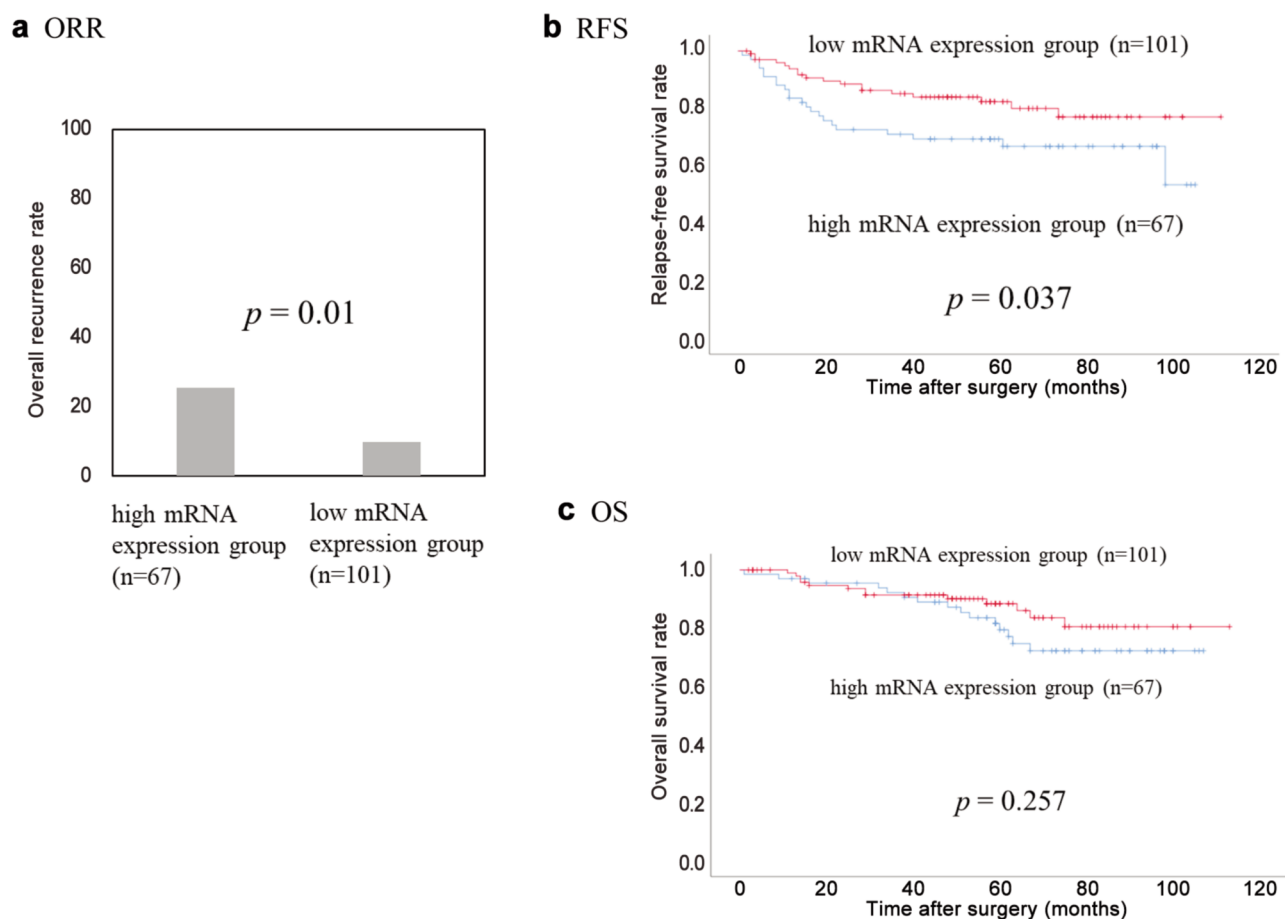 a ORR
100
80
60
40
20
0
Overall recurrence rate
p = 0.01
high mRNA
expression group
(n=67)
low mRNA
expression group
(n=101)
b RFS
1.0
0.8
0.6
0.4
0.2
0.0
Relapse-free survival rate
low mRNA expression group (n=101)
high mRNA expression group (n=67)
p = 0.037
0 20 40 60 80 100 120
Time after surgery (months)
c OS
1.0
0.8
0.6
0.4
0.2
0.0
Overall survival rate
low mRNA expression group (n=101)
high mRNA expression group (n=67)
p = 0.257
0 20 40 60 80 100 120
Time after surgery (months)